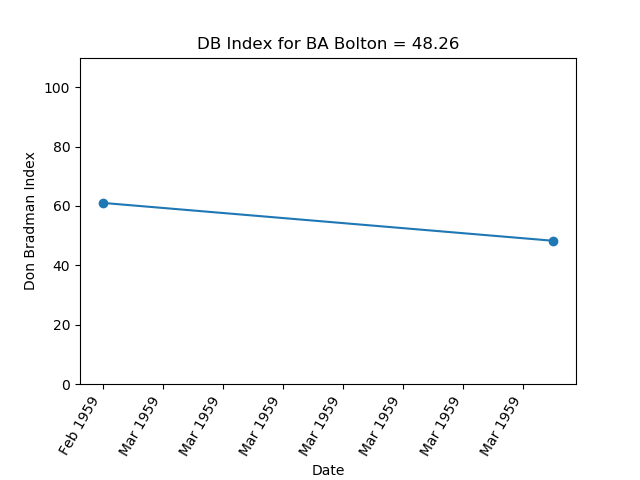 DB Index for BA Bolton = 48.26
100
80
60
40
20
0
Don Bradman Index
Feb 1959
Mar 1959
Mar 1959
Mar 1959
Mar 1959
Mar 1959
Mar 1959
Mar 1959
Date